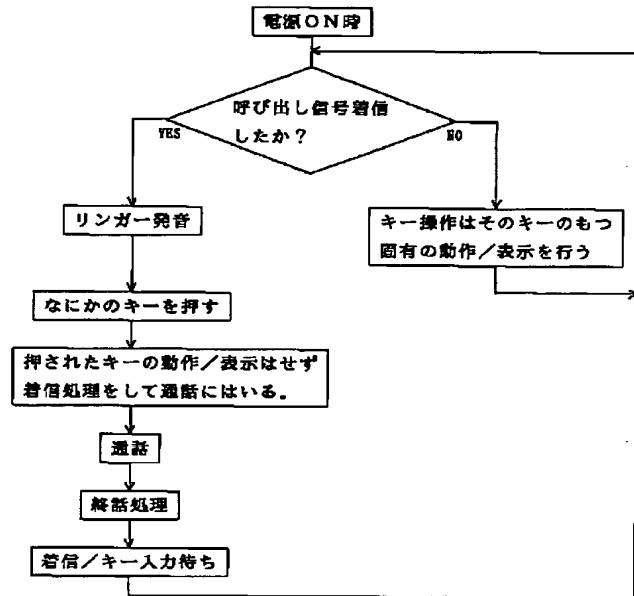 電源ON時
呼び出し信号着信
したか?
YES
NO
リンガー発音
キー操作はそのキーのもつ
固有の動作/表示を行う
なにかのキーを押す
押されたキーの動作/表示はせず
着信処理をして通話にはいる。
通話
終話処理
着信/キー入力待ち